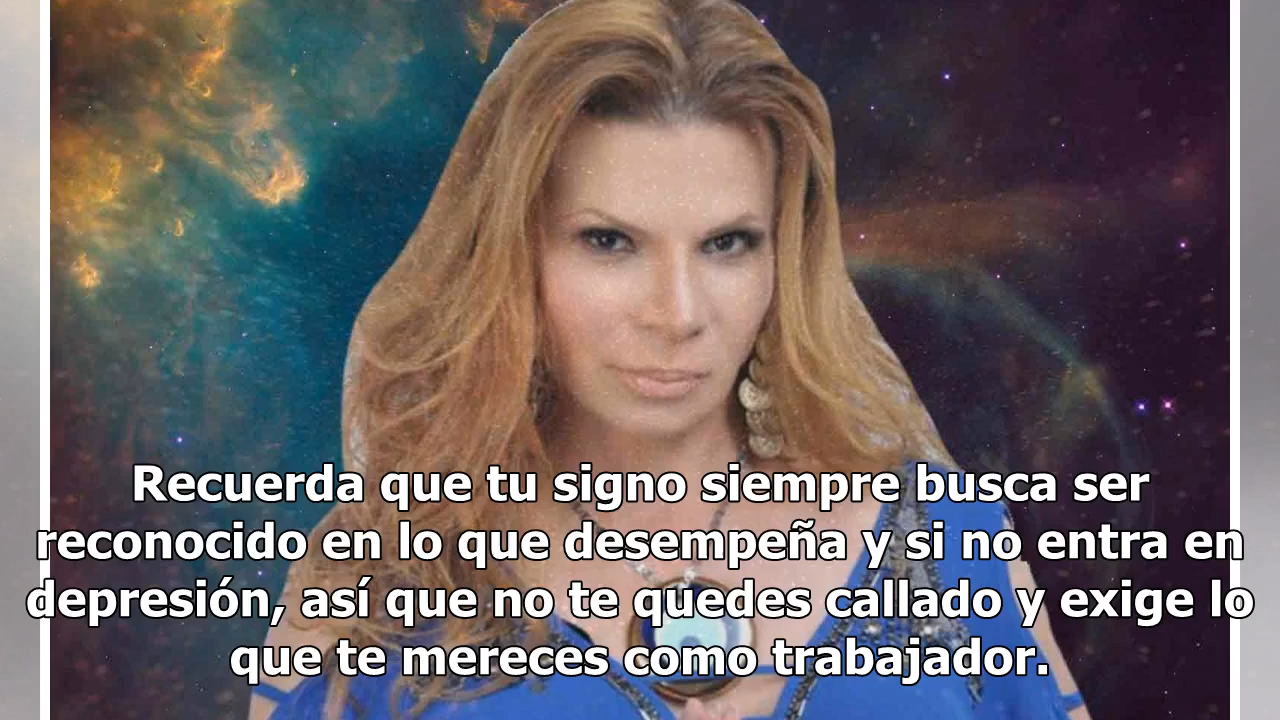 Recuerda que tu signo siempre busca ser
reconocido en lo que desempeña y si no entra en
depresión, así que no te quedes callado y exige lo
que te mereces como trabajador.